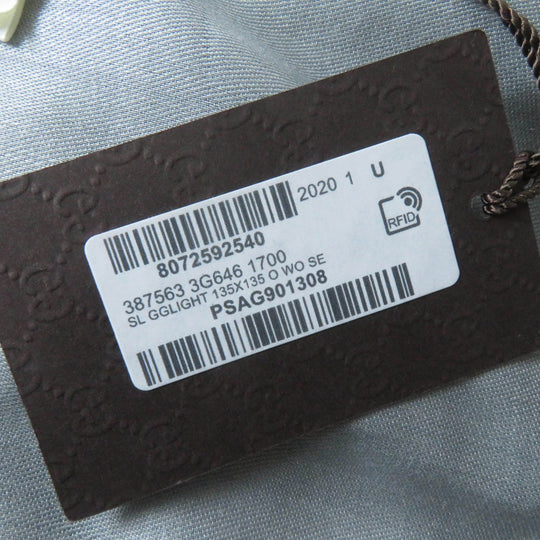 2020 1 U
RFID
8072592540
387563 3G646 1700
SL GGLIGHT 135X135 O WO SE
PSAG901308